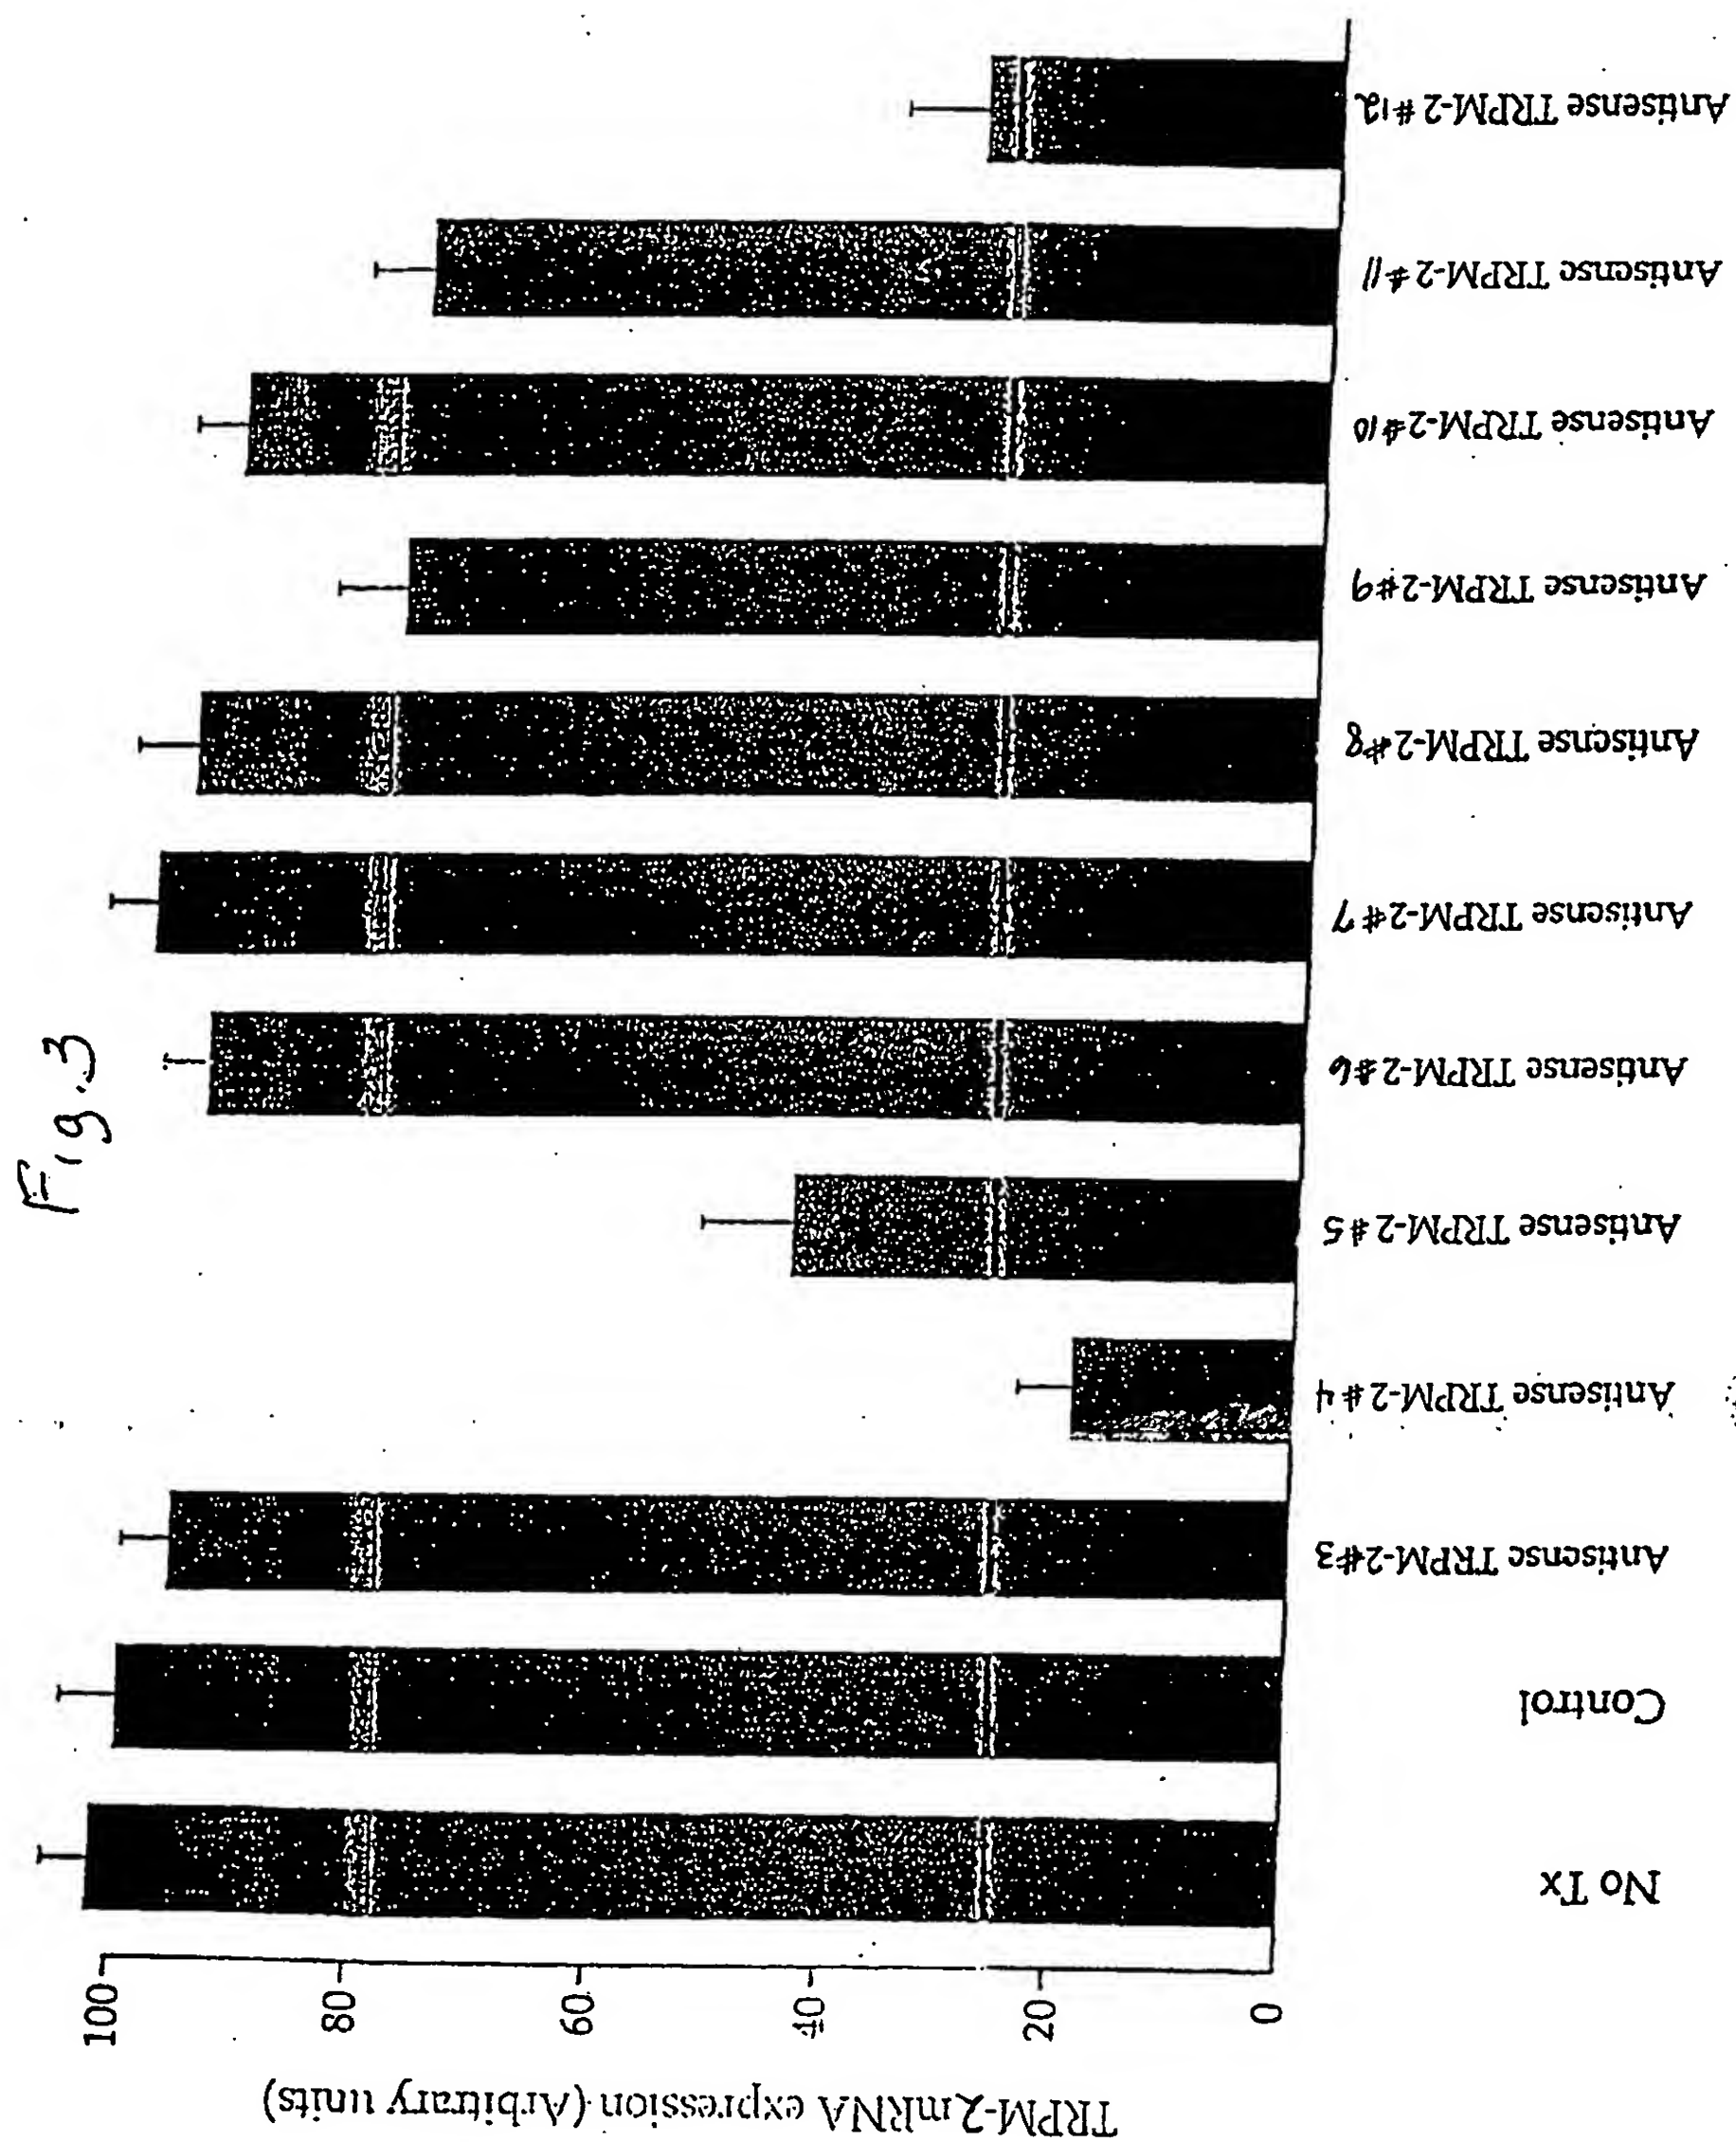 Fig.3
TRPM-2 mRNA expression (Arbitrary units)
100
80
60
40
20
0
No Tx
Control
Antisense TRPM-2#3
Antisense TRPM-2 #4
Antisense TRPM-2 #5
Antisense TRPM-2#6
Antisense TRPM-2#7
Antisense TRPM-2#8
Antisense TRPM-2#9
Antisense TRPM-2#10
Antisense TRPM-2 #11
Antisense TRPM-2 #12